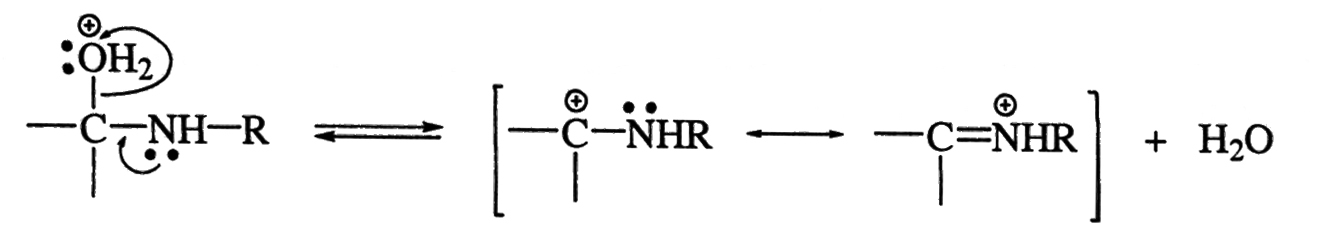 ⊕
:OH₂
—C—NH—R ⇌ [ —C—NHR ⟷ —C=NHR ] + H₂O
⊕ ⊕